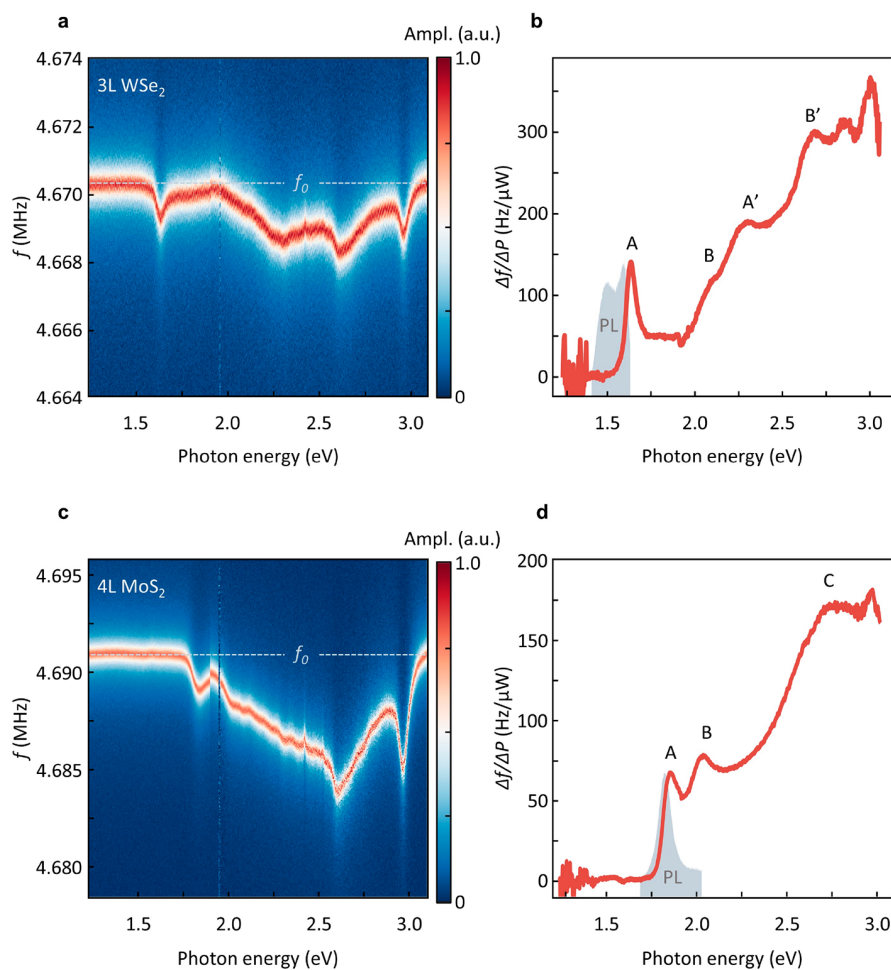 a
Ampl. (a.u.)
1.0
0
3L WSe₂
f₀
4.674
4.672
4.670
4.668
4.666
4.664
f (MHz)
1.5 2.0 2.5 3.0
Photon energy (eV)
b
A
B
A’
B’
PL
300
200
100
0
Δf/ΔP (Hz/μW)
1.5 2.0 2.5 3.0
Photon energy (eV)
c
Ampl. (a.u.)
1.0
0
4L MoS₂
f₀
4.695
4.690
4.685
4.680
f (MHz)
1.5 2.0 2.5 3.0
Photon energy (eV)
d
A
B
C
PL
200
150
100
50
0
Δf/ΔP (Hz/μW)
1.5 2.0 2.5 3.0
Photon energy (eV)